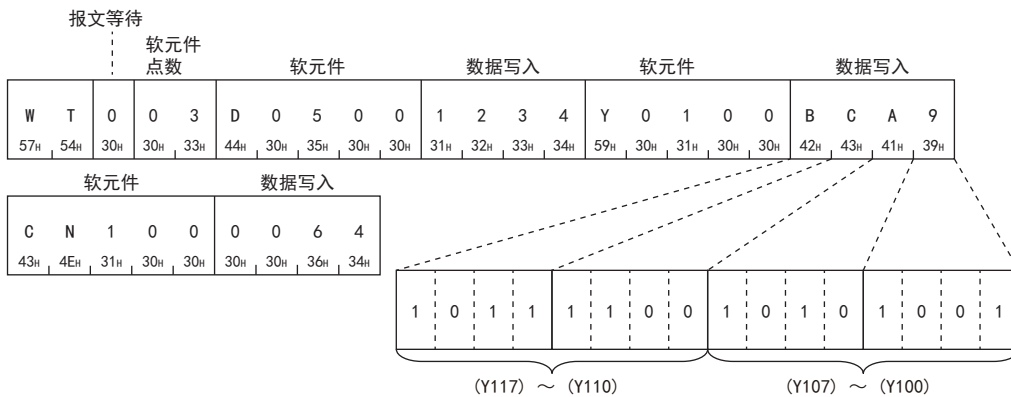 报文等待
软元件
点数 软元件 数据写入 软元件 数据写入
W T 0 0 3 D 0 5 0 0 1 2 3 4 Y 0 1 0 0 B C A 9
57H 54H 30H 30H 33H 44H 30H 35H 30H 30H 31H 32H 33H 34H 59H 30H 31H 30H 30H 42H 43H 41H 39H
软元件 数据写入
C N 1 0 0 0 0 6 4
43H 4EH 31H 30H 30H 30H 30H 36H 34H
1 0 1 1 1 1 0 0 1 0 1 0 1 0 0 1
(Y117) ～ (Y110) (Y107) ～ (Y100)